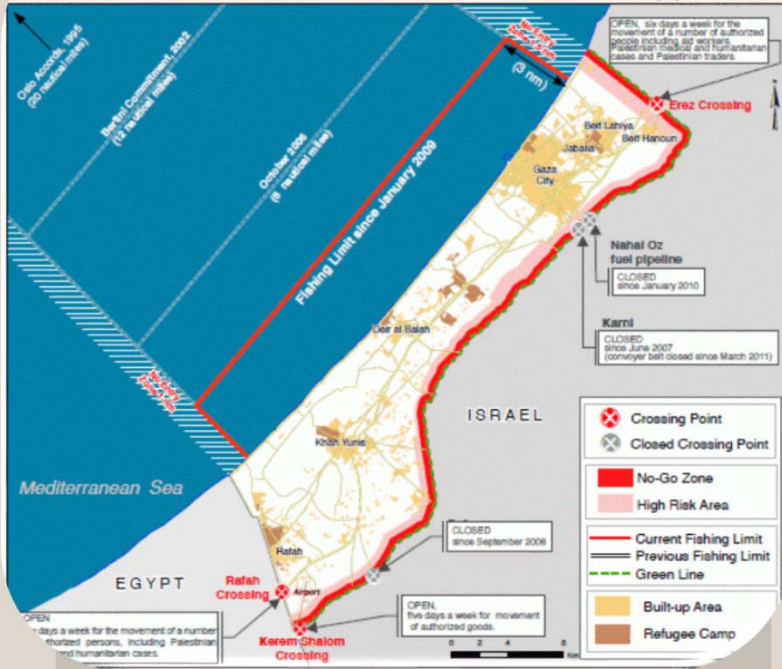 Oslo Accords, 1995
(20 nautical miles)
Bertini Commitment, 2002
(12 nautical miles)
October 2006
(6 nautical miles)
Fishing Limit since January 2009
No Entry
(3 nm)
OPEN, six days a week for the
movement of a number of authorized
people including aid workers,
Palestinian medical and humanitarian
cases and Palestinian traders.
Erez Crossing
Beit Lahiya
Beit Hanoun
Jabalia
Gaza
City
Nahal Oz
fuel pipeline
CLOSED
since January 2010
Karni
CLOSED
since June 2007
(convoyer belt closed since March 2011)
Deir al Balah
No Entry
ISRAEL
Khan Yunis
Mediterranean Sea
CLOSED
since September 2008
Rafah
EGYPT
Rafah
Crossing
Airport
OPEN
days a week for the movement of a number
authorized persons, including Palestinian
and humanitarian cases.
OPEN,
five days a week for movement
of authorized goods.
Kerem Shalom
Crossing
Crossing Point
Closed Crossing Point
No-Go Zone
High Risk Area
Current Fishing Limit
Previous Fishing Limit
Green Line
Built-up Area
Refugee Camp
0 2 4 8